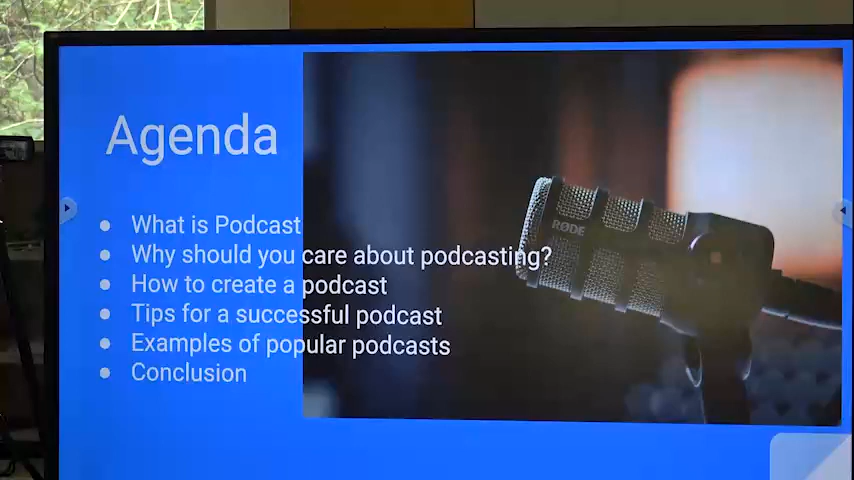 Agenda
What is Podcast
Why should you care about podcasting?
How to create a podcast
Tips for a successful podcast
Examples of popular podcasts
Conclusion
RØDE